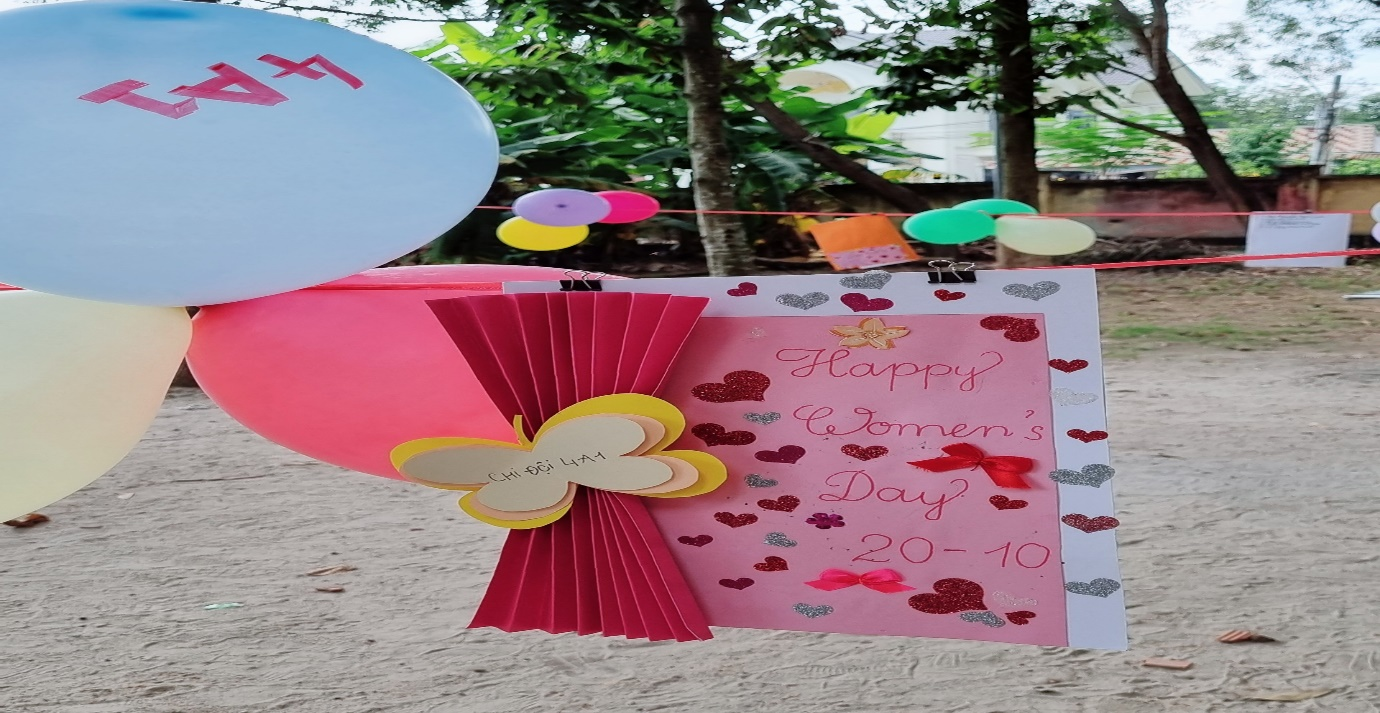 4A1
CHI ĐỘI 4A1
Happy
Women's
Day
20-10